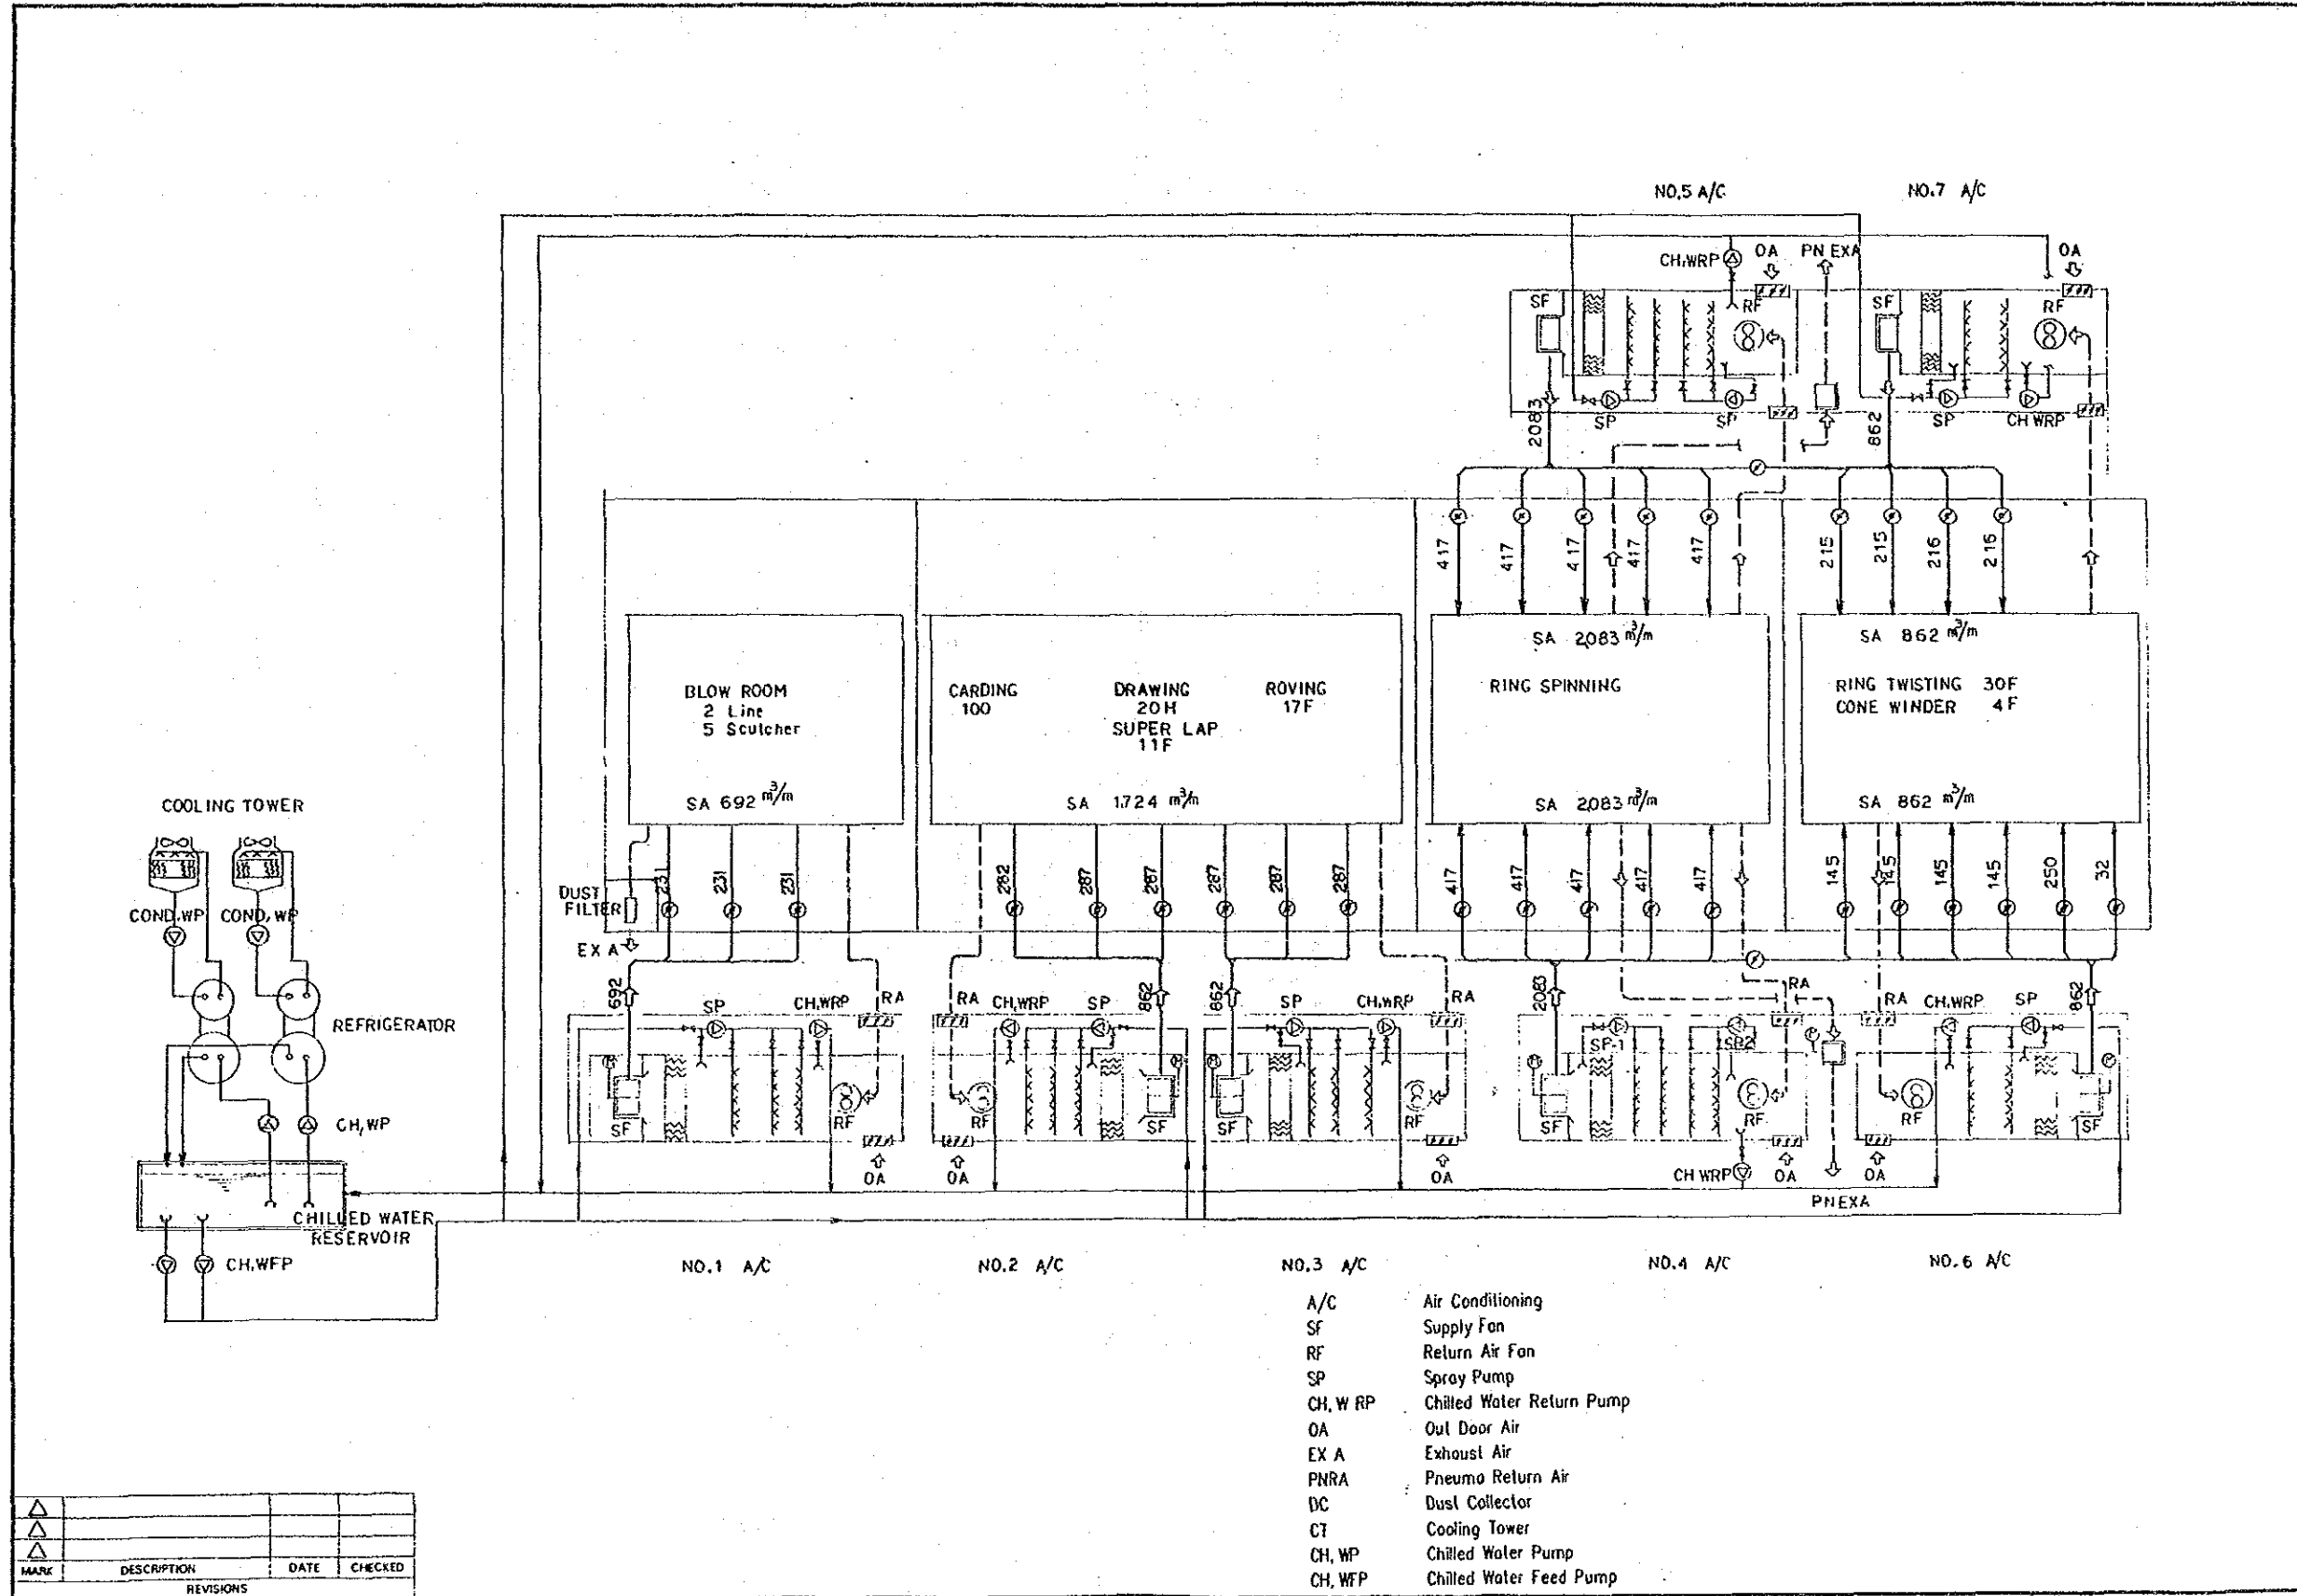 NO.5 A/C
NO.7 A/C
CH.WRP
OA
PN EXA
OA
SF
RF
SF
RF
SP
SP
SP
CH WRP
2083
862
417
417
417
417
417
215
215
216
216
SA 2083 m³/m
SA 862 m³/m
BLOW ROOM
2 Line
5 Scutcher
CARDING
100
DRAWING
20H
SUPER LAP
11F
ROVING
17F
RING SPINNING
RING TWISTING 30F
CONE WINDER 4F
SA 692 m³/m
SA 1,724 m³/m
SA 2,083 m³/m
SA 862 m³/m
COOLING TOWER
COND.WP
COND.WP
DUST
FILTER
EX A
231
231
231
282
287
287
287
287
287
417
417
417
417
417
145
145
145
145
250
32
692
SP
CH,WRP
RA
RA
CH,WRP
SP
862
862
SP
CH,WRP
RA
2083
RA
RA
CH,WRP
SP
862
SP-1
SP2
REFRIGERATOR
CH,WP
SF
RF
RF
SF
SF
RF
SF
RF
RF
SF
OA
OA
OA
CH WRP
OA
OA
PNEXA
CHILLED WATER
RESERVOIR
CH.WFP
NO.1 A/C
NO.2 A/C
NO.3 A/C
NO.4 A/C
NO.6 A/C
A/C Air Conditioning
SF Supply Fan
RF Return Air Fan
SP Spray Pump
CH, W RP Chilled Water Return Pump
OA Out Door Air
EX A Exhaust Air
PNRA Pneumo Return Air
DC Dust Collector
CT Cooling Tower
CH, WP Chilled Water Pump
CH, WFP Chilled Water Feed Pump
MARK DESCRIPTION DATE CHECKED
REVISIONS